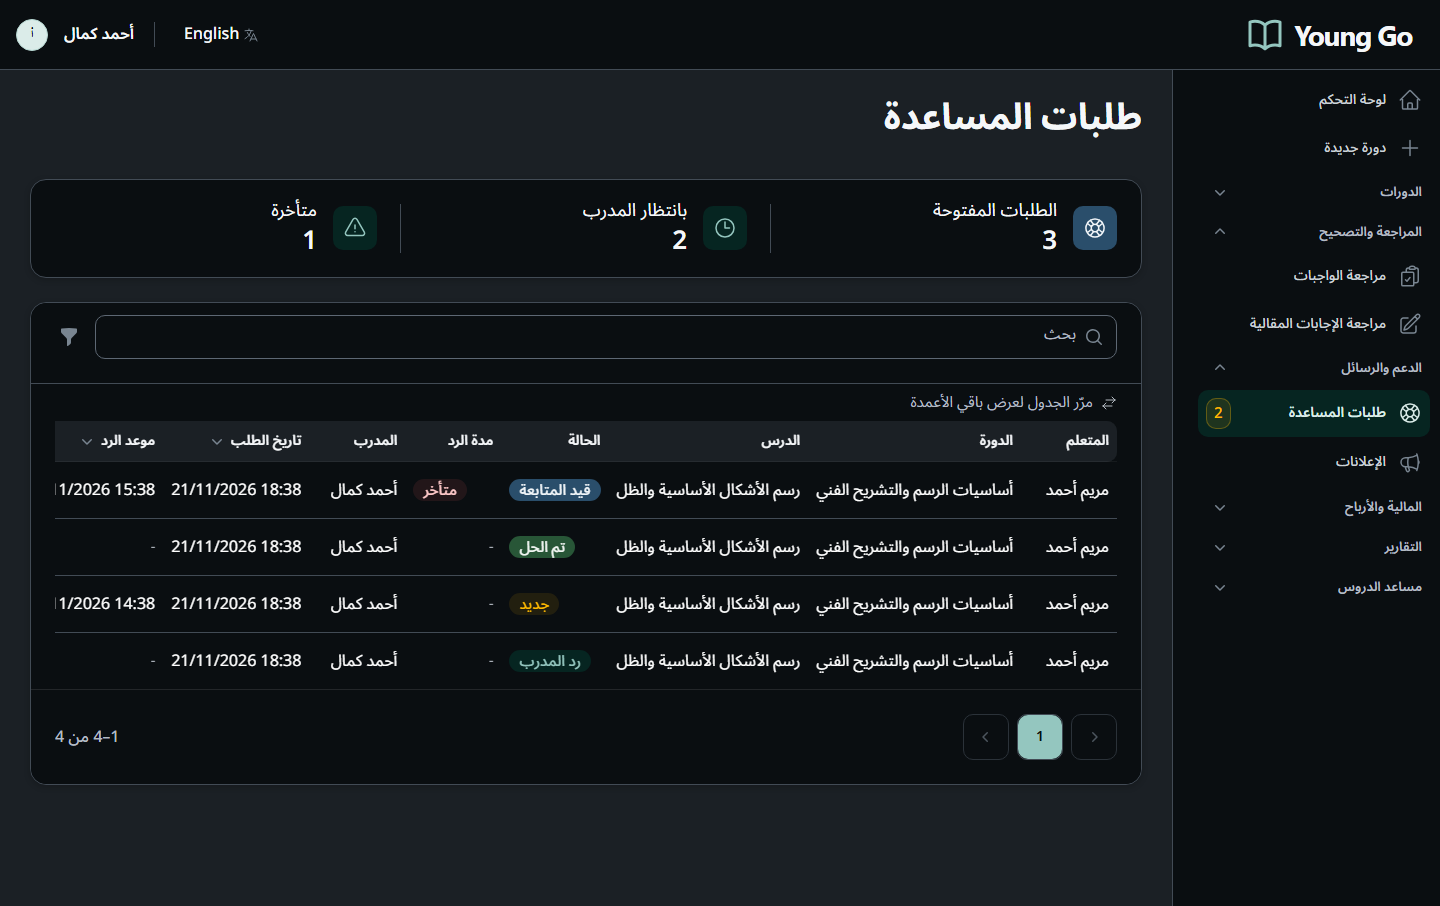 Young Go
English
أحمد كمال
لوحة التحكم
دورة جديدة
الدورات
المراجعة والتصحيح
مراجعة الواجبات
مراجعة الإجابات المقالية
الدعم والرسائل
طلبات المساعدة 2
الإعلانات
المالية والأرباح
التقارير
مساعد الدروس
طلبات المساعدة
الطلبات المفتوحة
3
بانتظار المدرب
2
متأخرة
1
بحث
مرّر الجدول لعرض باقي الأعمدة
المتعلم الدورة الدرس الحالة مدة الرد المدرب تاريخ الطلب موعد الرد
مريم أحمد أساسيات الرسم والتشريح الفني رسم الأشكال الأساسية والظل قيد المتابعة متأخر أحمد كمال 21/11/2026 18:38 1/2026 15:38
مريم أحمد أساسيات الرسم والتشريح الفني رسم الأشكال الأساسية والظل تم الحل - أحمد كمال 21/11/2026 18:38 -
مريم أحمد أساسيات الرسم والتشريح الفني رسم الأشكال الأساسية والظل جديد - أحمد كمال 21/11/2026 18:38 1/2026 14:38
مريم أحمد أساسيات الرسم والتشريح الفني رسم الأشكال الأساسية والظل رد المدرب - أحمد كمال 21/11/2026 18:38 -
1
1–4 من 4